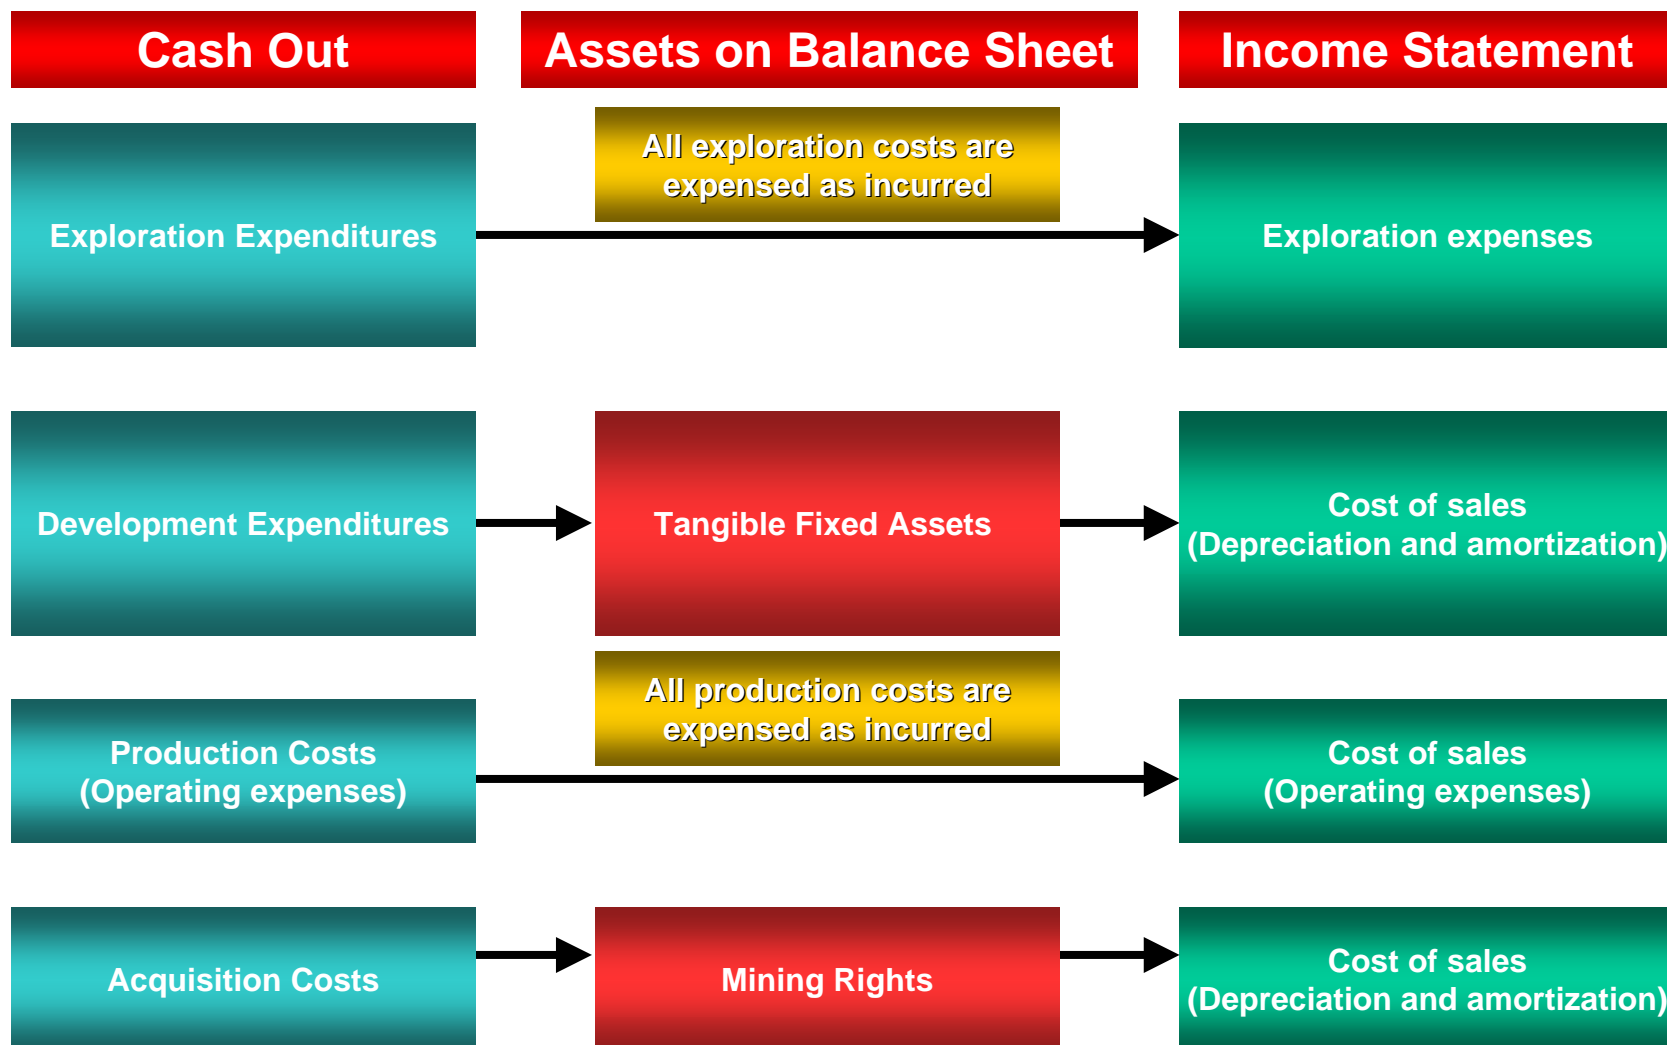 Cash Out
Assets on Balance Sheet
Income Statement
All exploration costs are
expensed as incurred
Exploration Expenditures
Exploration expenses
Development Expenditures
Tangible Fixed Assets
Cost of sales
(Depreciation and amortization)
All production costs are
expensed as incurred
Production Costs
(Operating expenses)
Cost of sales
(Operating expenses)
Acquisition Costs
Mining Rights
Cost of sales
(Depreciation and amortization)